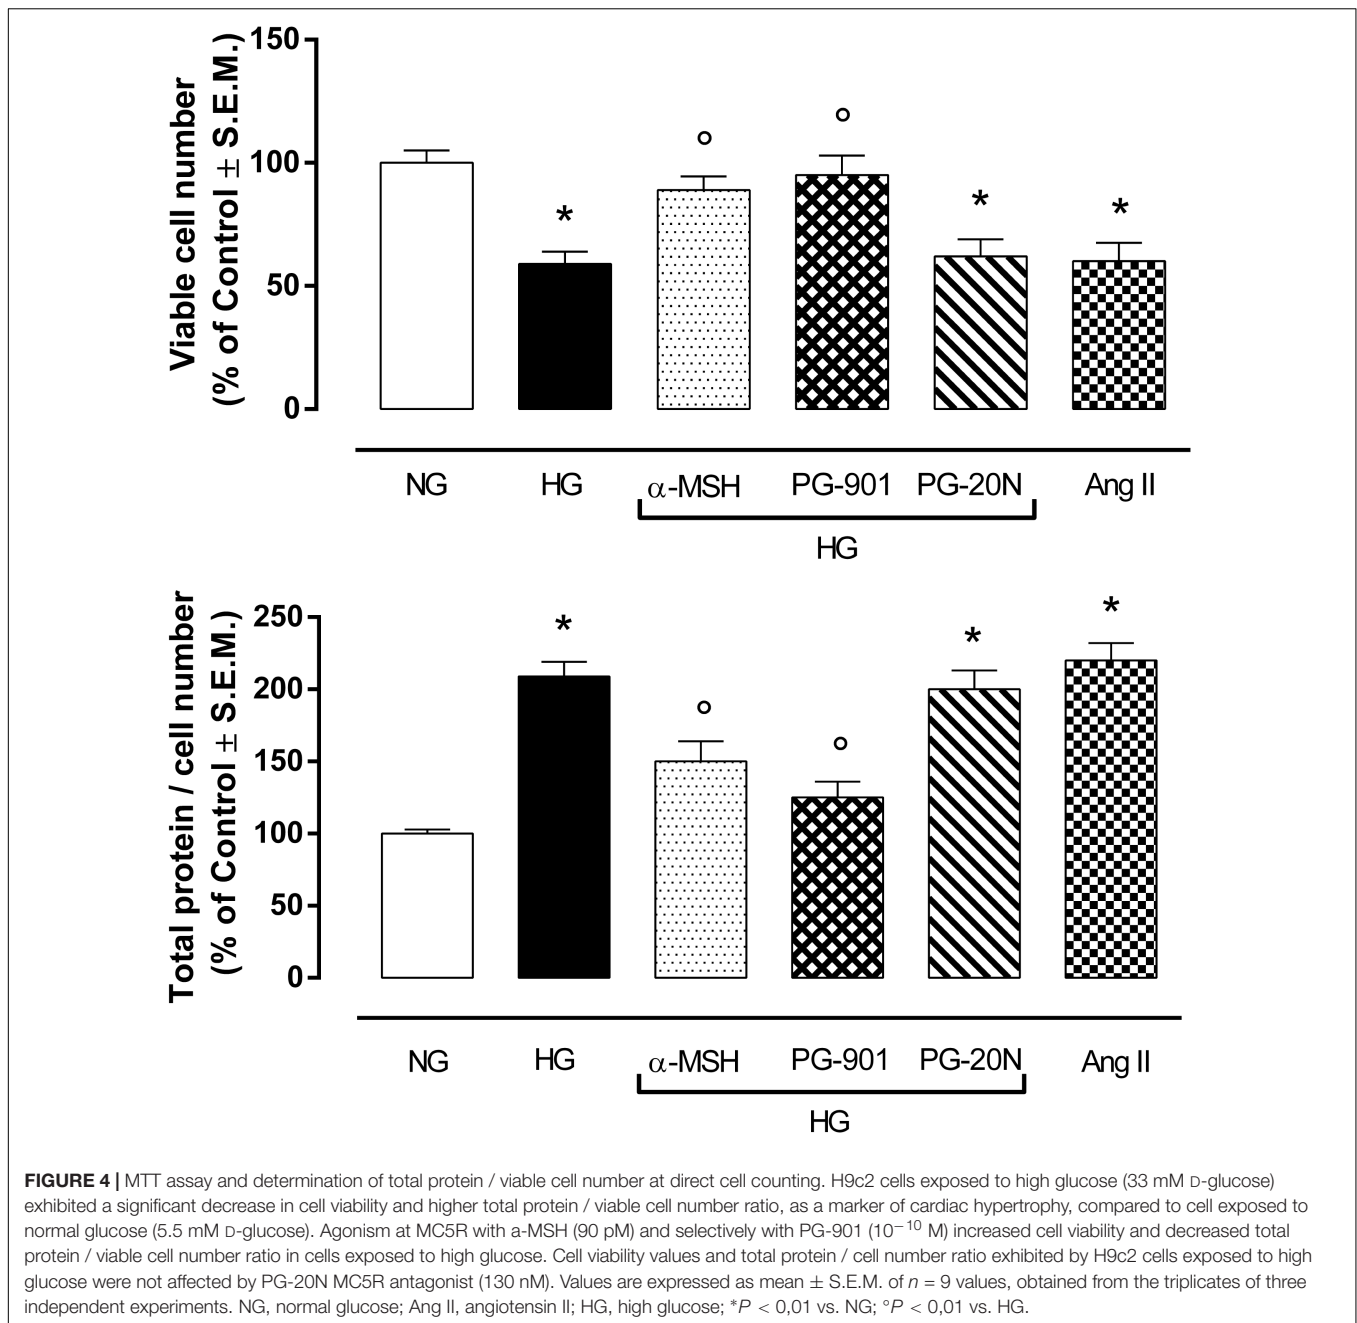 Viable cell number
(% of Control ± S.E.M.)
150
100
50
0
*
°
°
*
*
NG HG α-MSH PG-901 PG-20N Ang II
HG
Total protein / cell number
(% of Control ± S.E.M.)
250
200
150
100
50
0
*
°
°
*
*
NG HG α-MSH PG-901 PG-20N Ang II
HG
FIGURE 4 | MTT assay and determination of total protein / viable cell number at direct cell counting. H9c2 cells exposed to high glucose (33 mM D-glucose)
exhibited a significant decrease in cell viability and higher total protein / viable cell number ratio, as a marker of cardiac hypertrophy, compared to cell exposed to
normal glucose (5.5 mM D-glucose). Agonism at MC5R with a-MSH (90 pM) and selectively with PG-901 (10⁻¹⁰ M) increased cell viability and decreased total
protein / viable cell number ratio in cells exposed to high glucose. Cell viability values and total protein / cell number ratio exhibited by H9c2 cells exposed to high
glucose were not affected by PG-20N MC5R antagonist (130 nM). Values are expressed as mean ± S.E.M. of n = 9 values, obtained from the triplicates of three
independent experiments. NG, normal glucose; Ang II, angiotensin II; HG, high glucose; *P < 0,01 vs. NG; °P < 0,01 vs. HG.